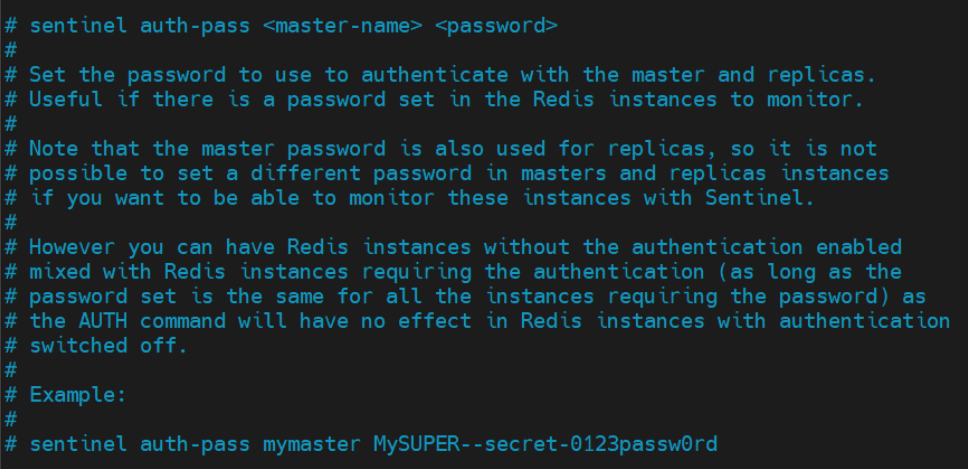 # sentinel auth-pass <master-name> <password>
#
# Set the password to use to authenticate with the master and replicas.
# Useful if there is a password set in the Redis instances to monitor.
#
# Note that the master password is also used for replicas, so it is not
# possible to set a different password in masters and replicas instances
# if you want to be able to monitor these instances with Sentinel.
#
# However you can have Redis instances without the authentication enabled
# mixed with Redis instances requiring the authentication (as long as the
# password set is the same for all the instances requiring the password) as
# the AUTH command will have no effect in Redis instances with authentication
# switched off.
#
# Example:
#
# sentinel auth-pass mymaster MySUPER--secret-0123passw0rd